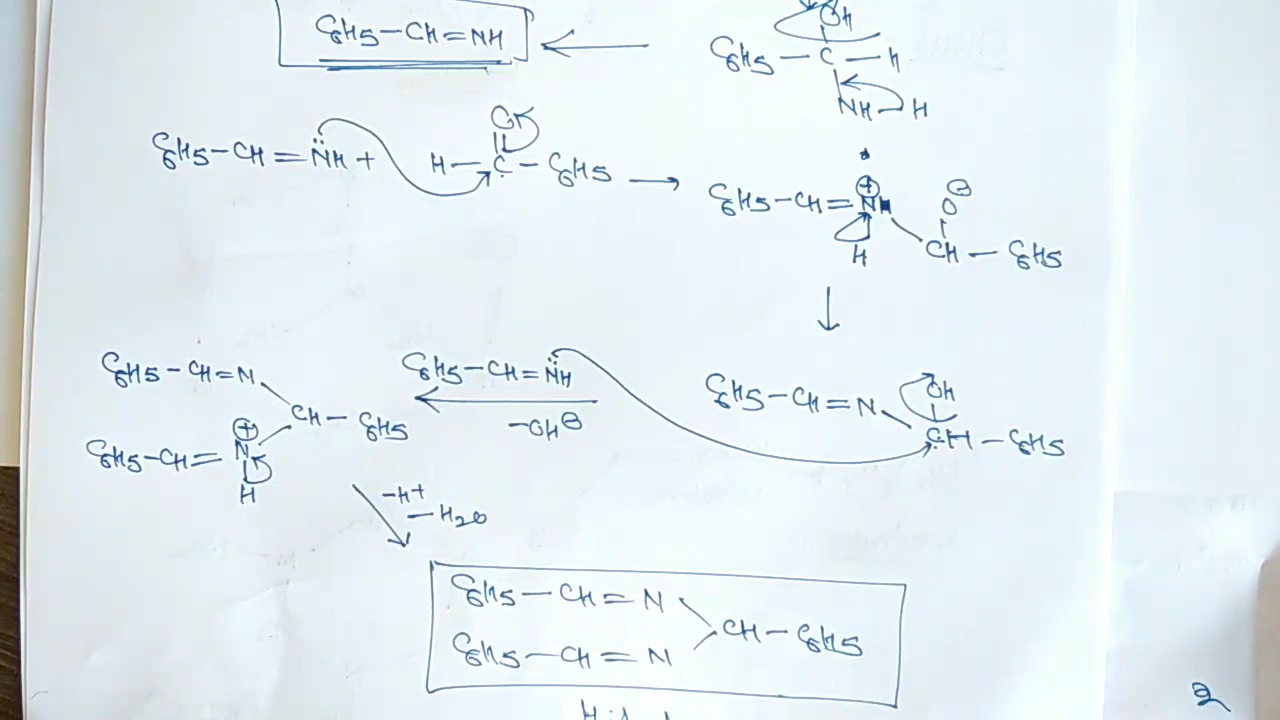 C6H5-CH=NH
OH
C6H5-C-H
NH-H
O
C6H5-CH=N̈H + H-C-C6H5 →
⊕ ⊖
C6H5-CH=N O
H CH-C6H5
C6H5-CH=N
CH-C6H5
⊕
C6H5-CH=N
H
C6H5-CH=N̈H
-OH⊖
OH
C6H5-CH=N
CH-C6H5
-H+
-H2O
C6H5-CH=N
CH-C6H5
C6H5-CH=N
2